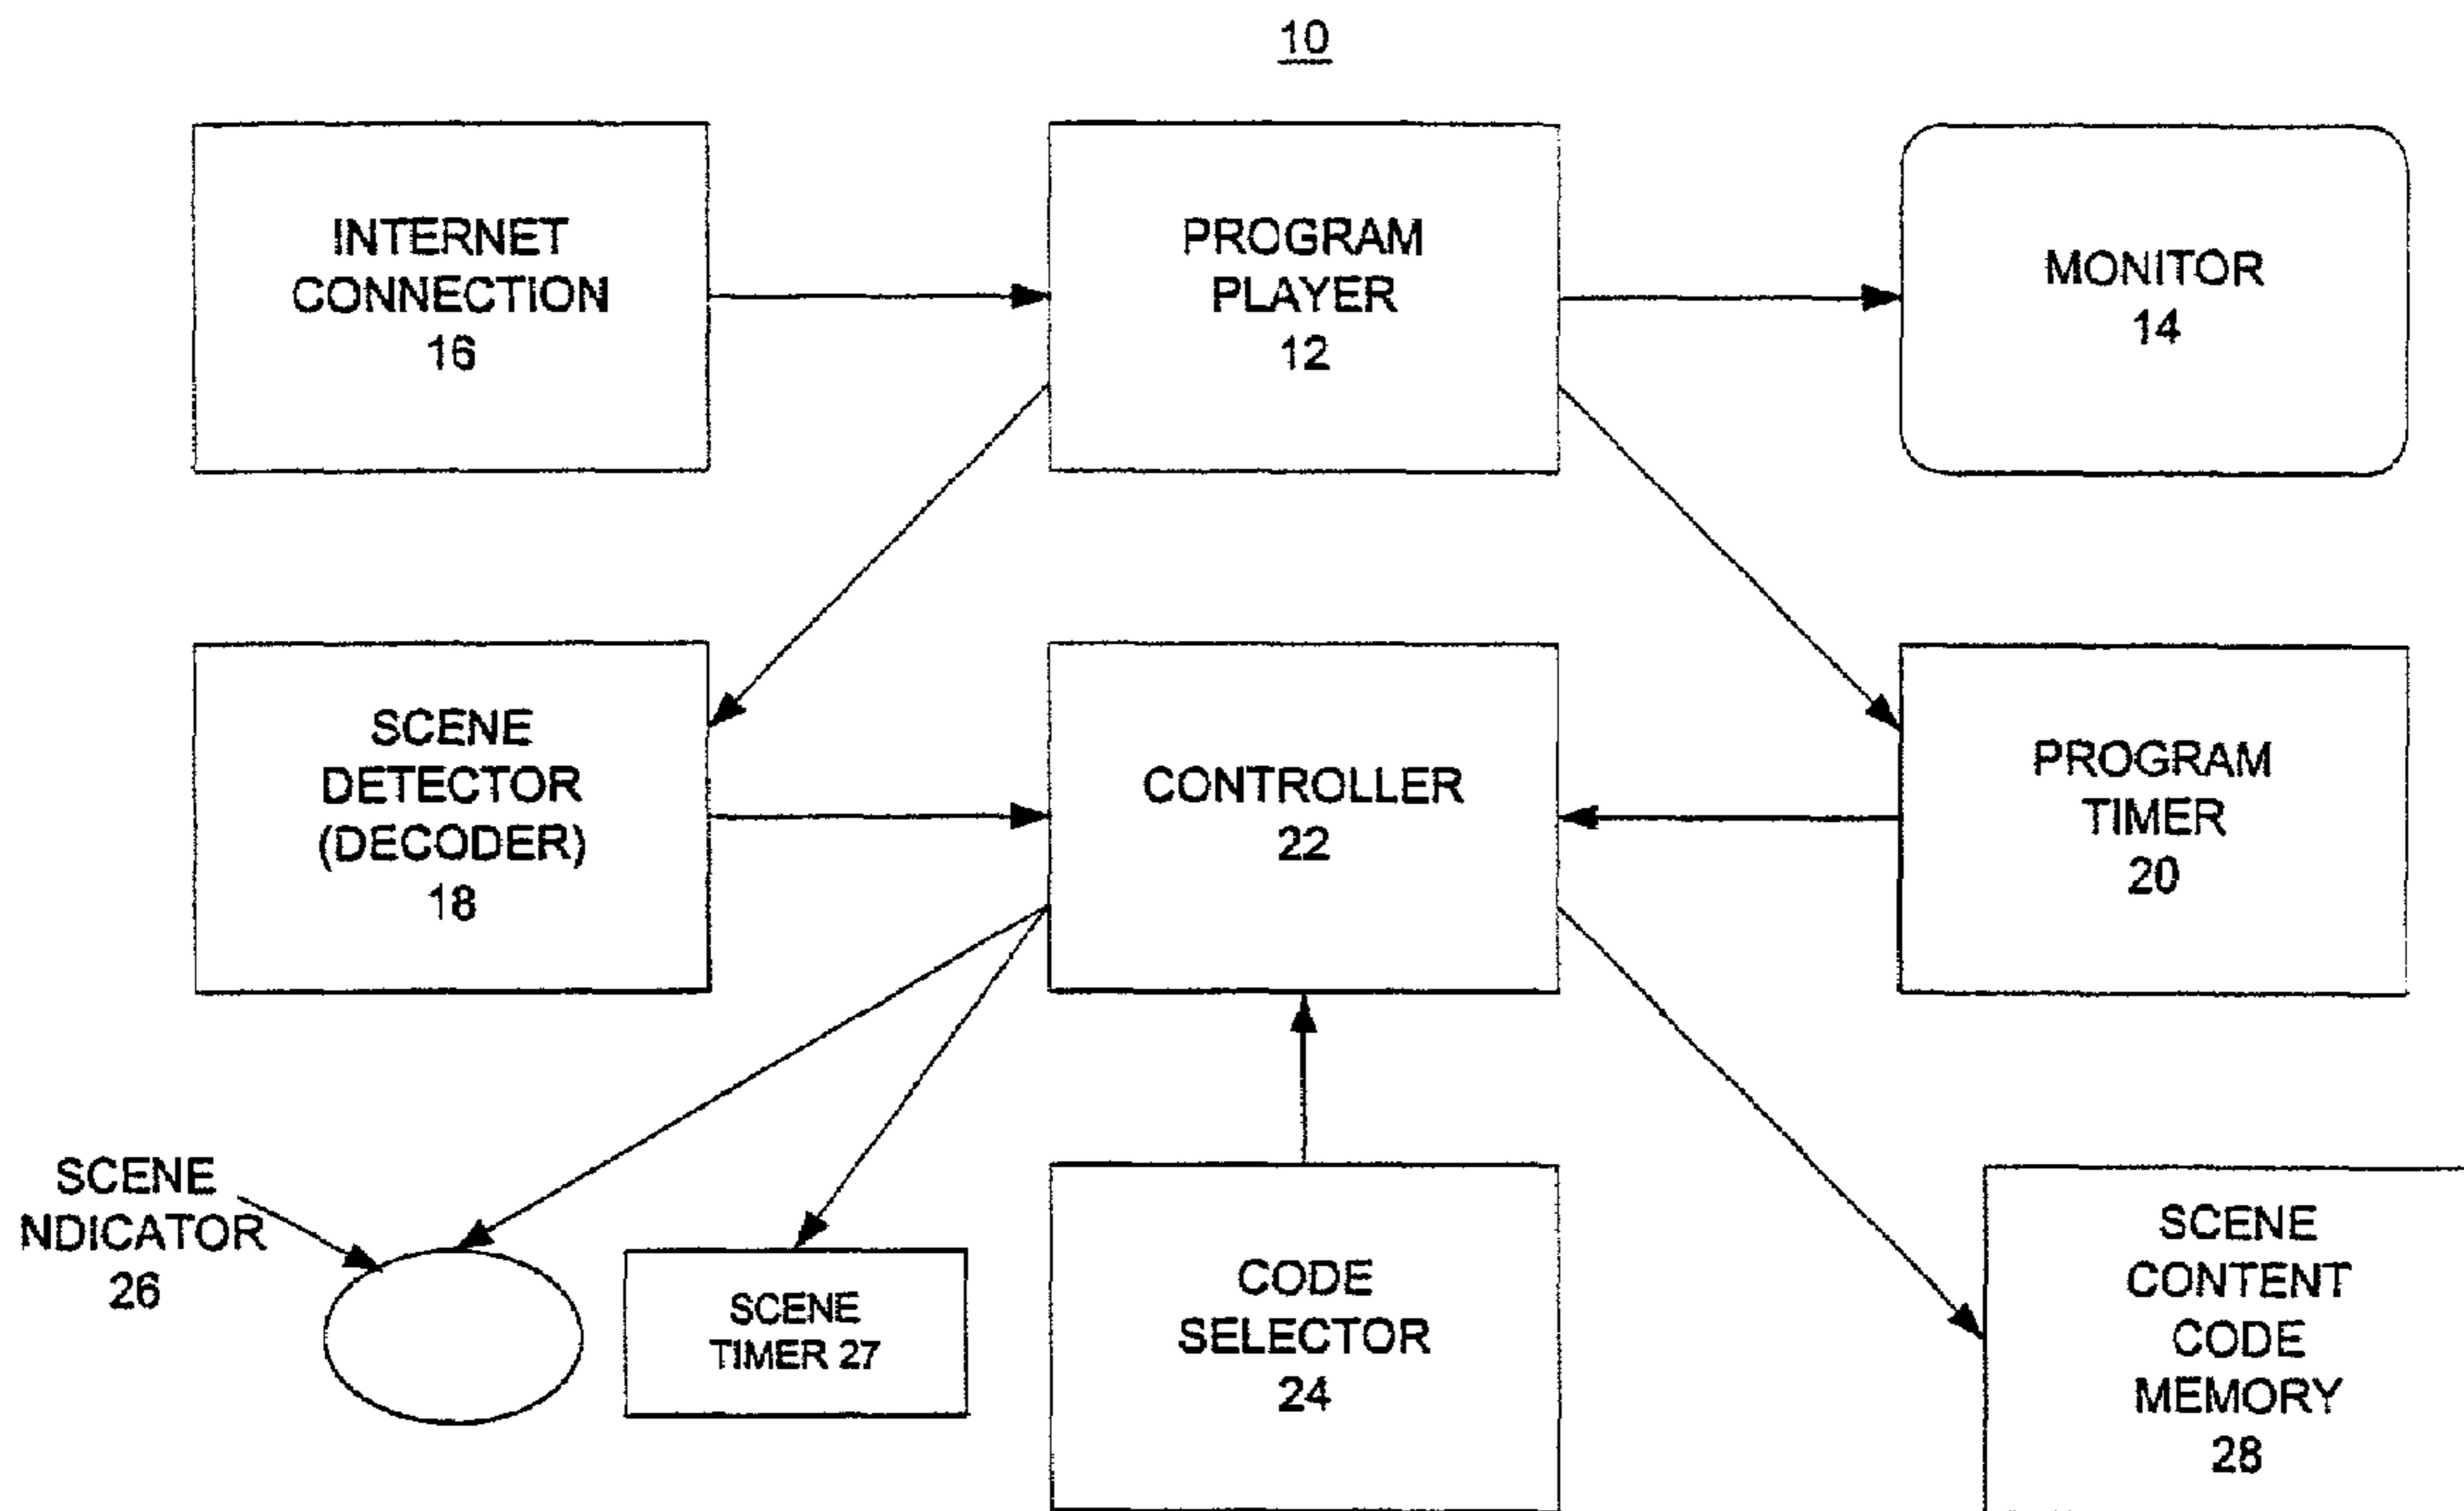 10
INTERNET
CONNECTION
16
PROGRAM
PLAYER
12
MONITOR
14
SCENE
DETECTOR
(DECODER)
18
CONTROLLER
22
PROGRAM
TIMER
20
SCENE
NDICATOR
26
SCENE
TIMER 27
CODE
SELECTOR
24
SCENE
CONTENT
CODE
MEMORY
28